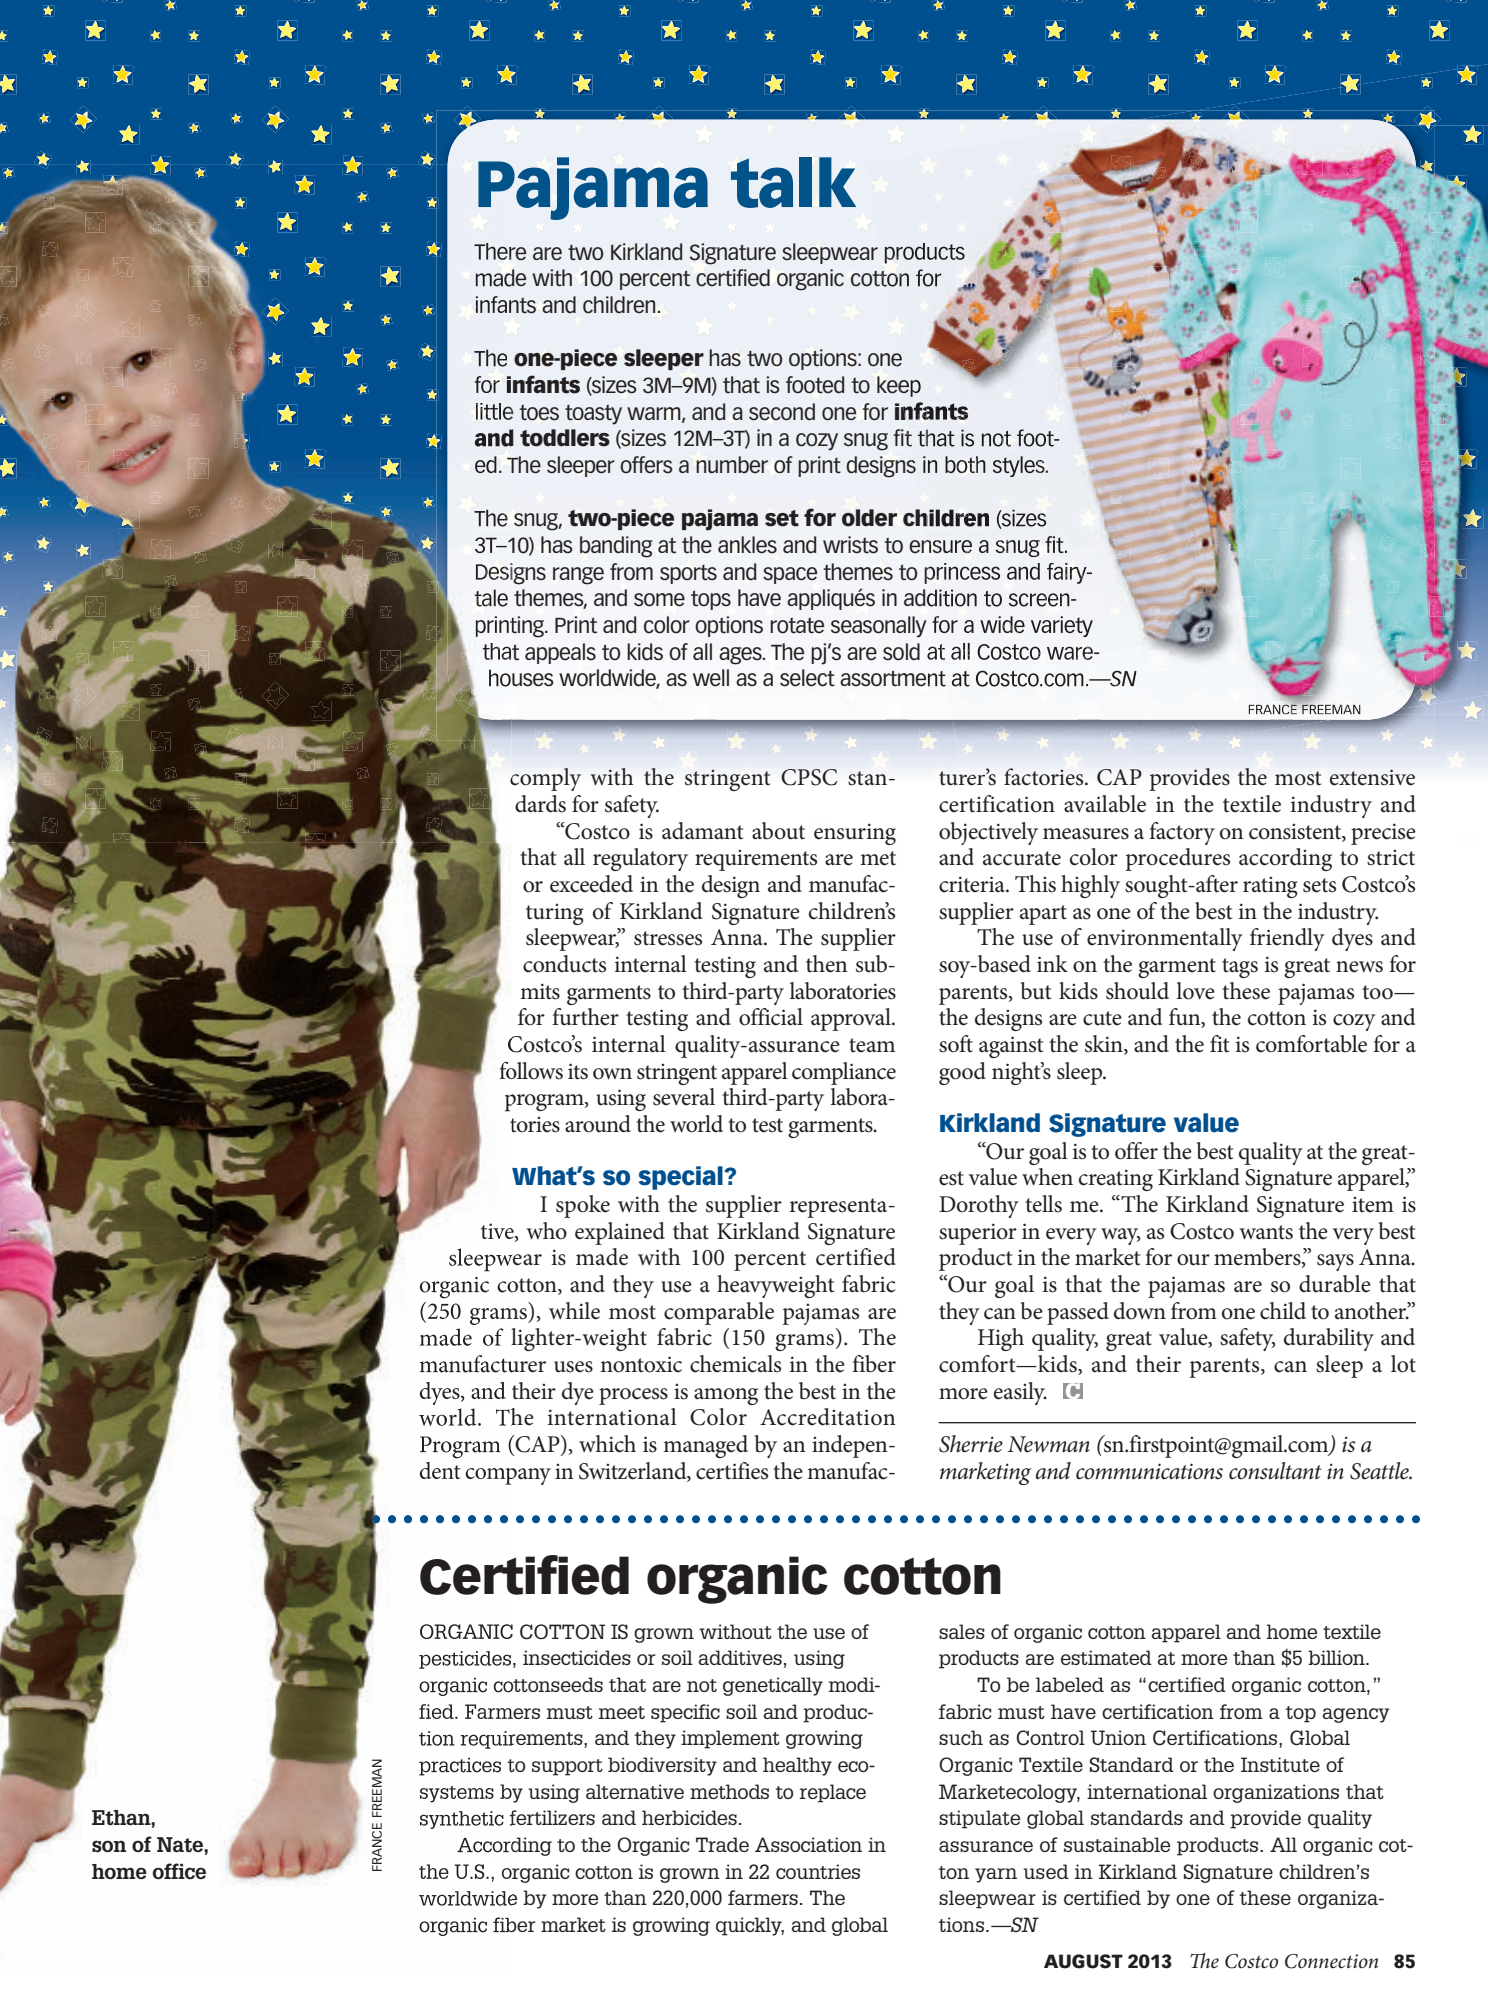 Pajama talk
There are two Kirkland Signature sleepwear products
made with 100 percent certified organic cotton for
infants and children.
The one-piece sleeper has two options: one
for infants (sizes 3M–9M) that is footed to keep
little toes toasty warm, and a second one for infants
and toddlers (sizes 12M–3T) in a cozy snug fit that is not foot-
ed. The sleeper offers a number of print designs in both styles.
The snug, two-piece pajama set for older children (sizes
3T–10) has banding at the ankles and wrists to ensure a snug fit.
Designs range from sports and space themes to princess and fairy-
tale themes, and some tops have appliqués in addition to screen-
printing. Print and color options rotate seasonally for a wide variety
that appeals to kids of all ages. The pj's are sold at all Costco ware-
houses worldwide, as well as a select assortment at Costco.com.—SN
FRANCE FREEMAN
comply with the stringent CPSC stan-
dards for safety.
“Costco is adamant about ensuring
that all regulatory requirements are met
or exceeded in the design and manufac-
turing of Kirkland Signature children’s
sleepwear,” stresses Anna. The supplier
conducts internal testing and then sub-
mits garments to third-party laboratories
for further testing and official approval.
Costco’s internal quality-assurance team
follows its own stringent apparel compliance
program, using several third-party labora-
tories around the world to test garments.
What’s so special?
I spoke with the supplier representa-
tive, who explained that Kirkland Signature
sleepwear is made with 100 percent certified
organic cotton, and they use a heavyweight fabric
(250 grams), while most comparable pajamas are
made of lighter-weight fabric (150 grams). The
manufacturer uses nontoxic chemicals in the fiber
dyes, and their dye process is among the best in the
world. The international Color Accreditation
Program (CAP), which is managed by an indepen-
dent company in Switzerland, certifies the manufac-
turer’s factories. CAP provides the most extensive
certification available in the textile industry and
objectively measures a factory on consistent, precise
and accurate color procedures according to strict
criteria. This highly sought-after rating sets Costco’s
supplier apart as one of the best in the industry.
The use of environmentally friendly dyes and
soy-based ink on the garment tags is great news for
parents, but kids should love these pajamas too—
the designs are cute and fun, the cotton is cozy and
soft against the skin, and the fit is comfortable for a
good night’s sleep.
Kirkland Signature value
“Our goal is to offer the best quality at the great-
est value when creating Kirkland Signature apparel,”
Dorothy tells me. “The Kirkland Signature item is
superior in every way, as Costco wants the very best
product in the market for our members,” says Anna.
“Our goal is that the pajamas are so durable that
they can be passed down from one child to another.”
High quality, great value, safety, durability and
comfort—kids, and their parents, can sleep a lot
more easily. C
Sherrie Newman (sn.firstpoint@gmail.com) is a
marketing and communications consultant in Seattle.
Certified organic cotton
ORGANIC COTTON IS grown without the use of
pesticides, insecticides or soil additives, using
organic cottonseeds that are not genetically modi-
fied. Farmers must meet specific soil and produc-
tion requirements, and they implement growing
practices to support biodiversity and healthy eco-
systems by using alternative methods to replace
synthetic fertilizers and herbicides.
According to the Organic Trade Association in
the U.S., organic cotton is grown in 22 countries
worldwide by more than 220,000 farmers. The
organic fiber market is growing quickly, and global
sales of organic cotton apparel and home textile
products are estimated at more than $5 billion.
To be labeled as “certified organic cotton,”
fabric must have certification from a top agency
such as Control Union Certifications, Global
Organic Textile Standard or the Institute of
Marketecology, international organizations that
stipulate global standards and provide quality
assurance of sustainable products. All organic cot-
ton yarn used in Kirkland Signature children’s
sleepwear is certified by one of these organiza-
tions.—SN
Ethan,
son of Nate,
home office
FRANCE FREEMAN
AUGUST 2013 The Costco Connection 85